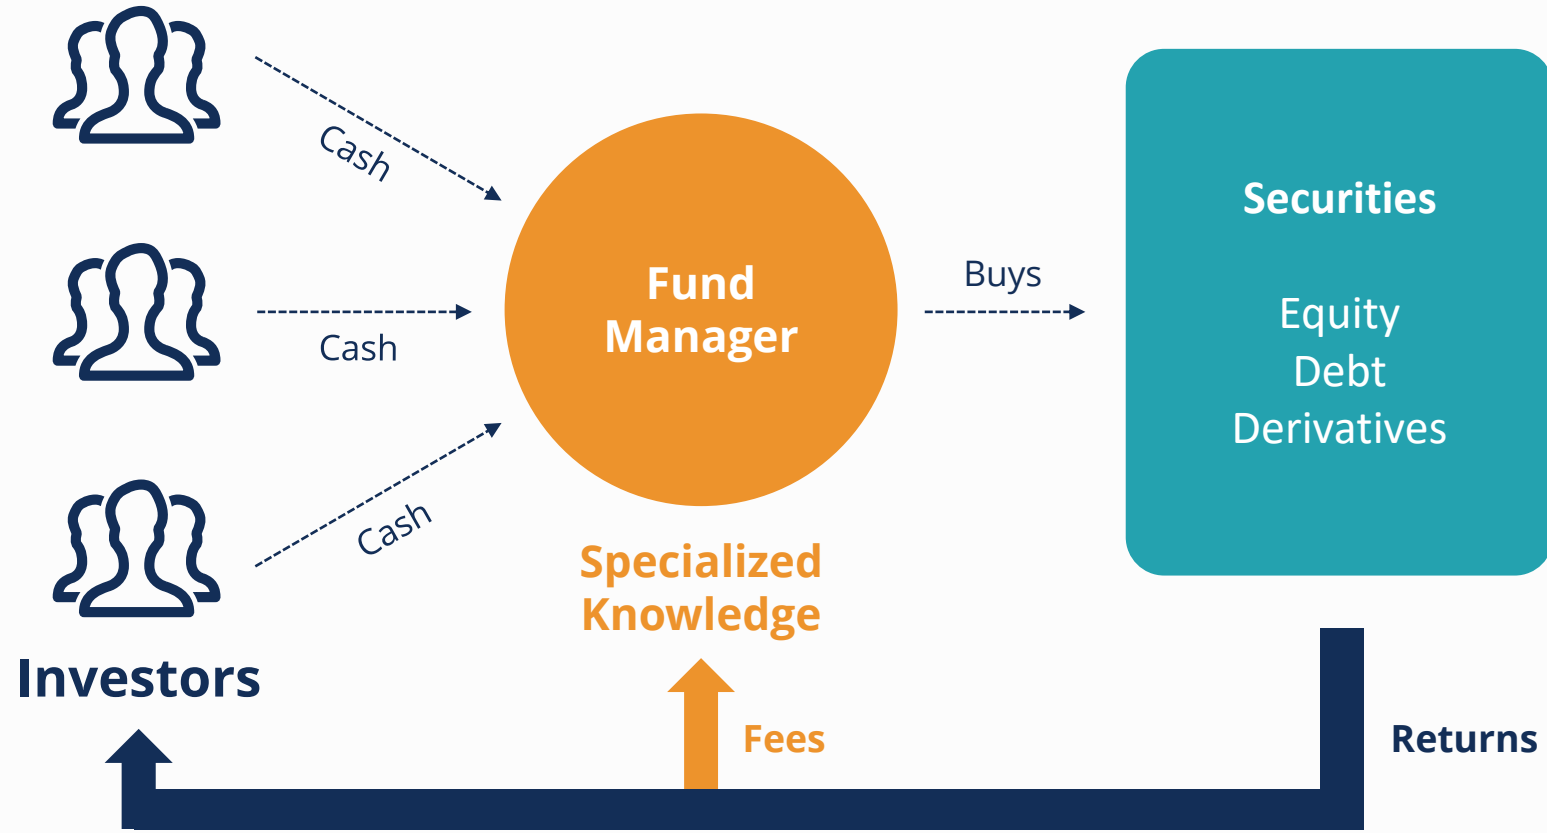 Cash
Cash
Cash
Investors
Fund
Manager
Specialized
Knowledge
Fees
Buys
Securities
Equity
Debt
Derivatives
Returns